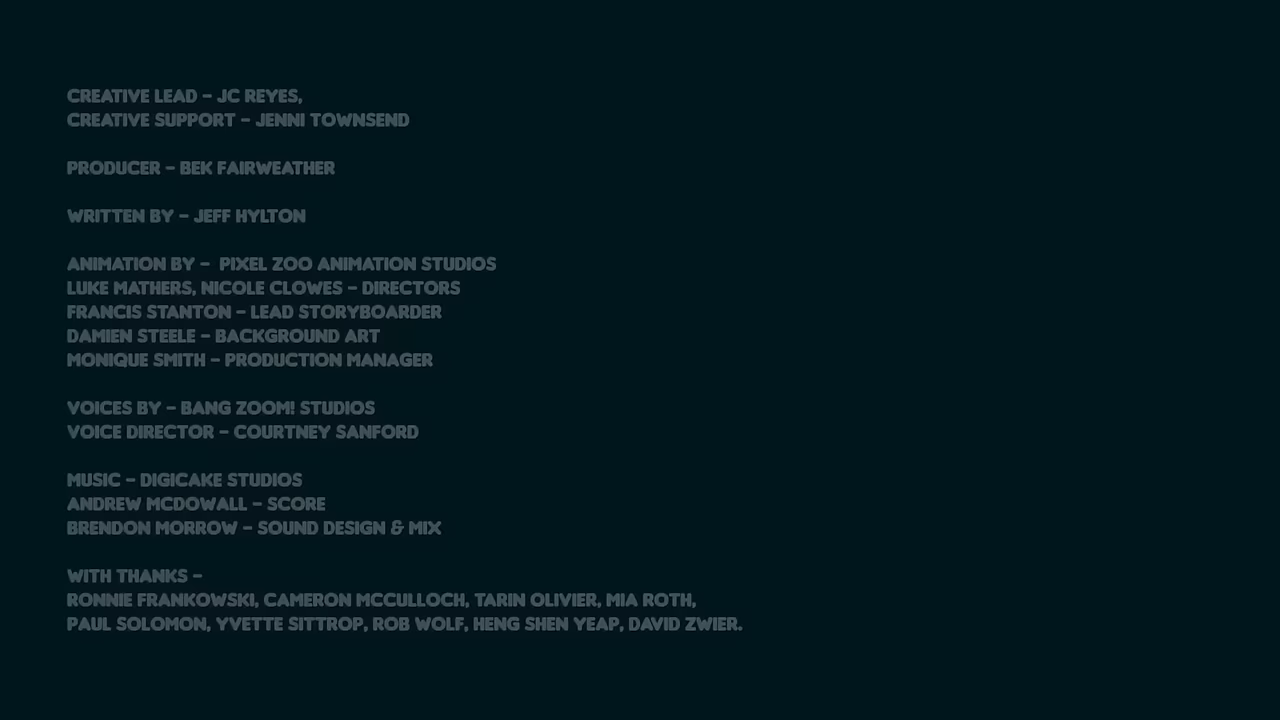 CREATIVE LEAD – JC REYES,
CREATIVE SUPPORT – JENNI TOWNSEND
PRODUCER – BEK FAIRWEATHER
WRITTEN BY – JEFF HYLTON
ANIMATION BY – PIXEL ZOO ANIMATION STUDIOS
LUKE MATHERS, NICOLE CLOWES – DIRECTORS
FRANCIS STANTON – LEAD STORYBOARDER
DAMIEN STEELE – BACKGROUND ART
MONIQUE SMITH – PRODUCTION MANAGER
VOICES BY – BANG ZOOM! STUDIOS
VOICE DIRECTOR – COURTNEY SANFORD
MUSIC – DIGICAKE STUDIOS
ANDREW MCDOWALL – SCORE
BRENDON MORROW – SOUND DESIGN & MIX
WITH THANKS –
RONNIE FRANKOWSKI, CAMERON MCCULLOCH, TARIN OLIVIER, MIA ROTH,
PAUL SOLOMON, YVETTE SITTROP, ROB WOLF, HENG SHEN YEAP, DAVID ZWIER.